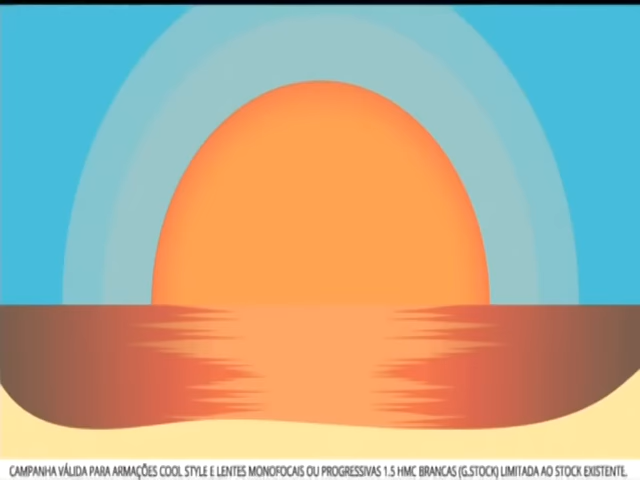 CAMPANHA VÁLIDA PARA ARMAÇÕES COOL STYLE E LENTES MONOFOCAIS OU PROGRESSIVAS 1.5 HMC BRANCAS (G.STOCK) LIMITADA AO STOCK EXISTENTE.